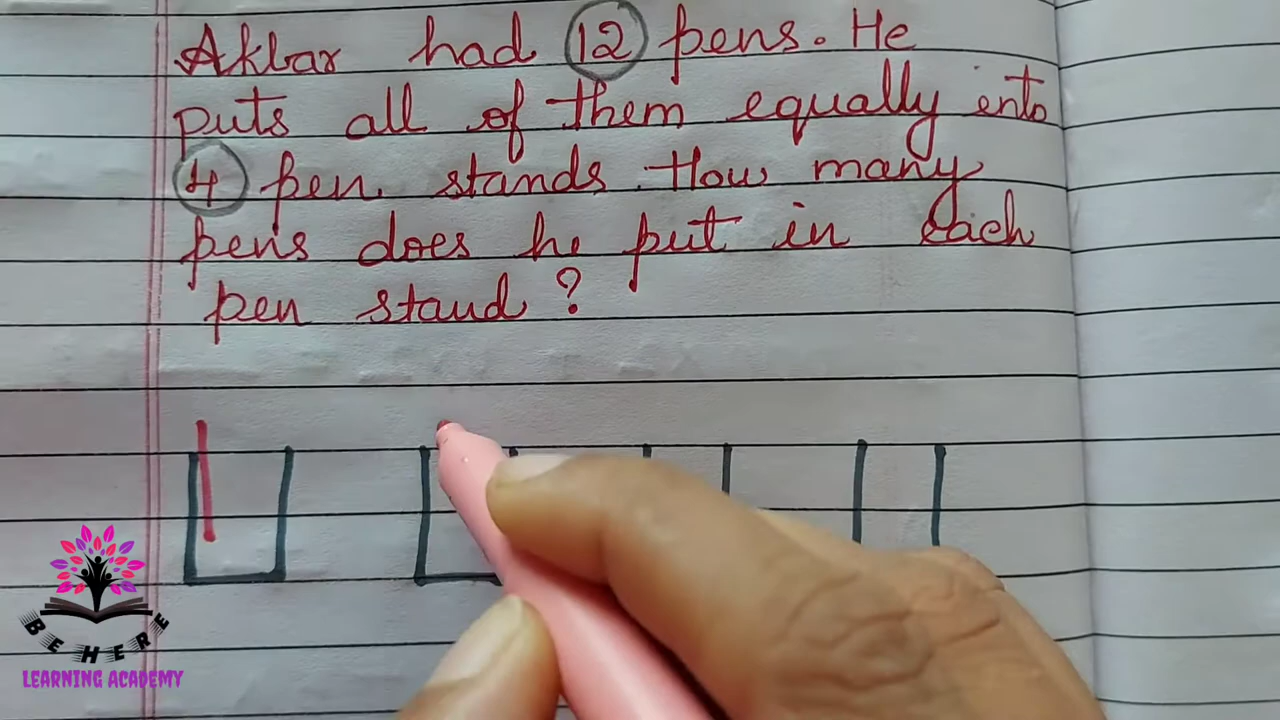 Akbar had 12 pens. He
puts all of them equally into
4 pen stands. How many
pens does he put in each
pen stand ?
BE HERE
LEARNING ACADEMY